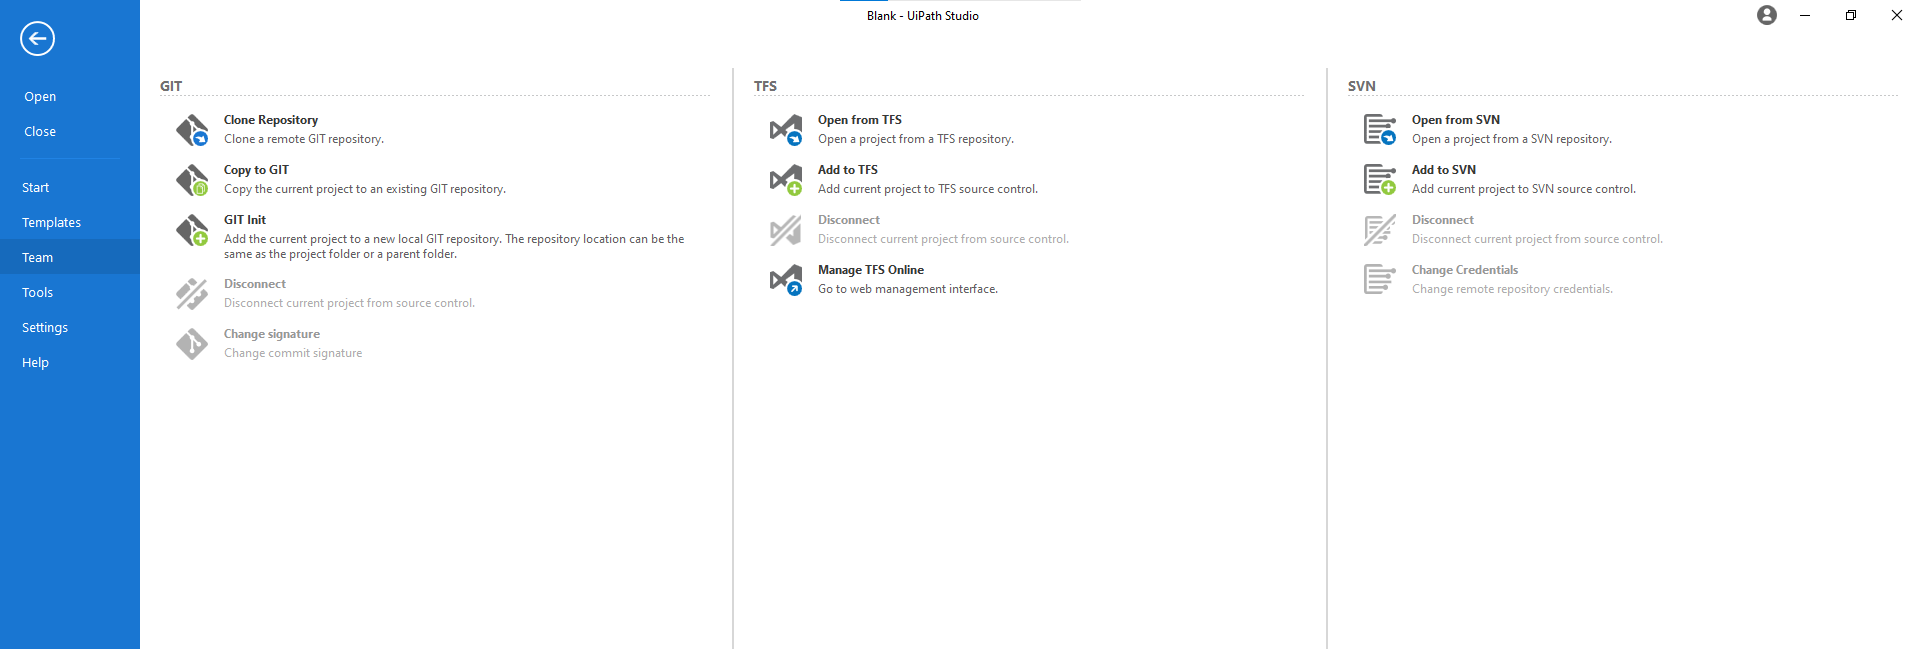 Blank - UiPath Studio
Open
Close
Start
Templates
Team
Tools
Settings
Help
GIT
Clone Repository
Clone a remote GIT repository.
Copy to GIT
Copy the current project to an existing GIT repository.
GIT Init
Add the current project to a new local GIT repository. The repository location can be the
same as the project folder or a parent folder.
Disconnect
Disconnect current project from source control.
Change signature
Change commit signature
TFS
Open from TFS
Open a project from a TFS repository.
Add to TFS
Add current project to TFS source control.
Disconnect
Disconnect current project from source control.
Manage TFS Online
Go to web management interface.
SVN
Open from SVN
Open a project from a SVN repository.
Add to SVN
Add current project to SVN source control.
Disconnect
Disconnect current project from source control.
Change Credentials
Change remote repository credentials.